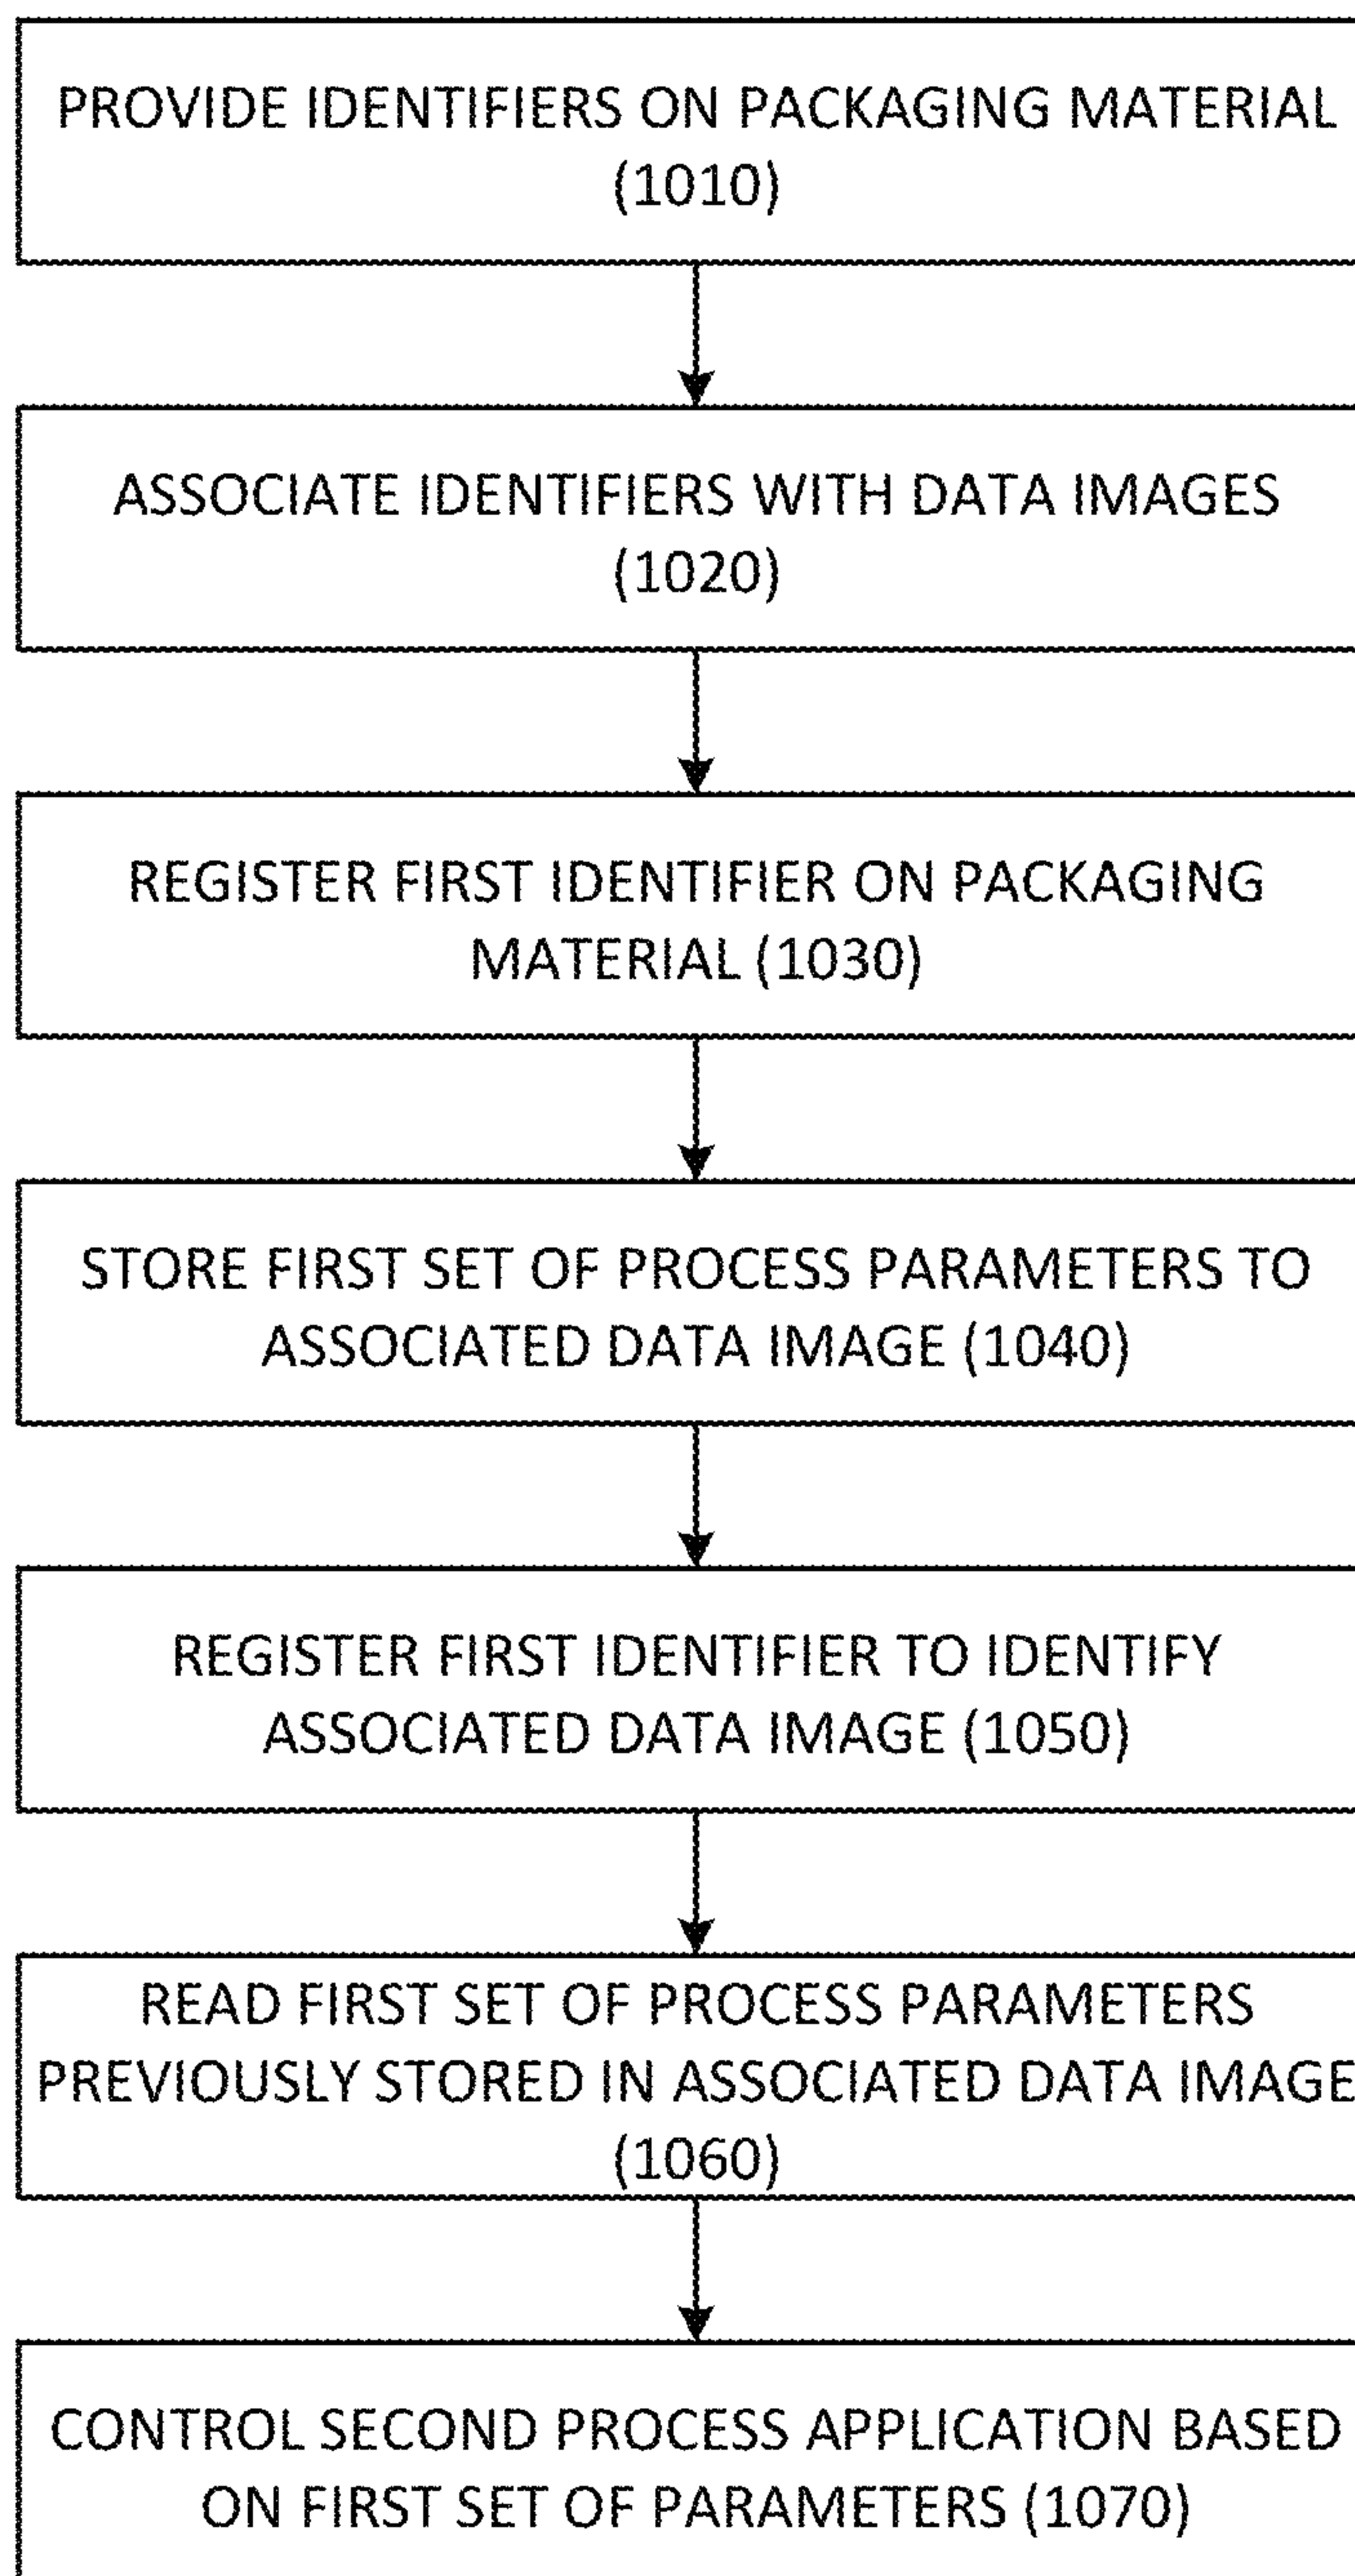 PROVIDE IDENTIFIERS ON PACKAGING MATERIAL
(1010)
ASSOCIATE IDENTIFIERS WITH DATA IMAGES
(1020)
REGISTER FIRST IDENTIFIER ON PACKAGING
MATERIAL (1030)
STORE FIRST SET OF PROCESS PARAMETERS TO
ASSOCIATED DATA IMAGE (1040)
REGISTER FIRST IDENTIFIER TO IDENTIFY
ASSOCIATED DATA IMAGE (1050)
READ FIRST SET OF PROCESS PARAMETERS
PREVIOUSLY STORED IN ASSOCIATED DATA IMAGE
(1060)
CONTROL SECOND PROCESS APPLICATION BASED
ON FIRST SET OF PARAMETERS (1070)